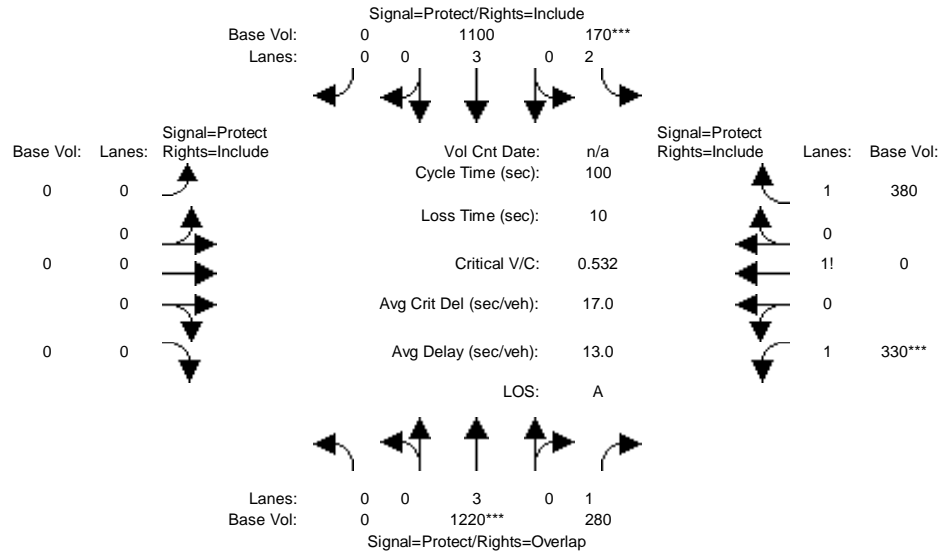 Signal=Protect/Rights=Include
Base Vol: 0 1100 170***
Lanes: 0 0 3 0 2
Signal=Protect
Base Vol: Lanes: Rights=Include
Vol Cnt Date: n/a
Signal=Protect
Rights=Include Lanes: Base Vol:
Cycle Time (sec): 100
0 0
1 380
Loss Time (sec): 10
0
0
0 0
Critical V/C: 0.532
1! 0
0
Avg Crit Del (sec/veh): 17.0
0
0 0
Avg Delay (sec/veh): 13.0
1 330***
LOS: A
Lanes: 0 0 3 0 1
Base Vol: 0 1220*** 280
Signal=Protect/Rights=Overlap